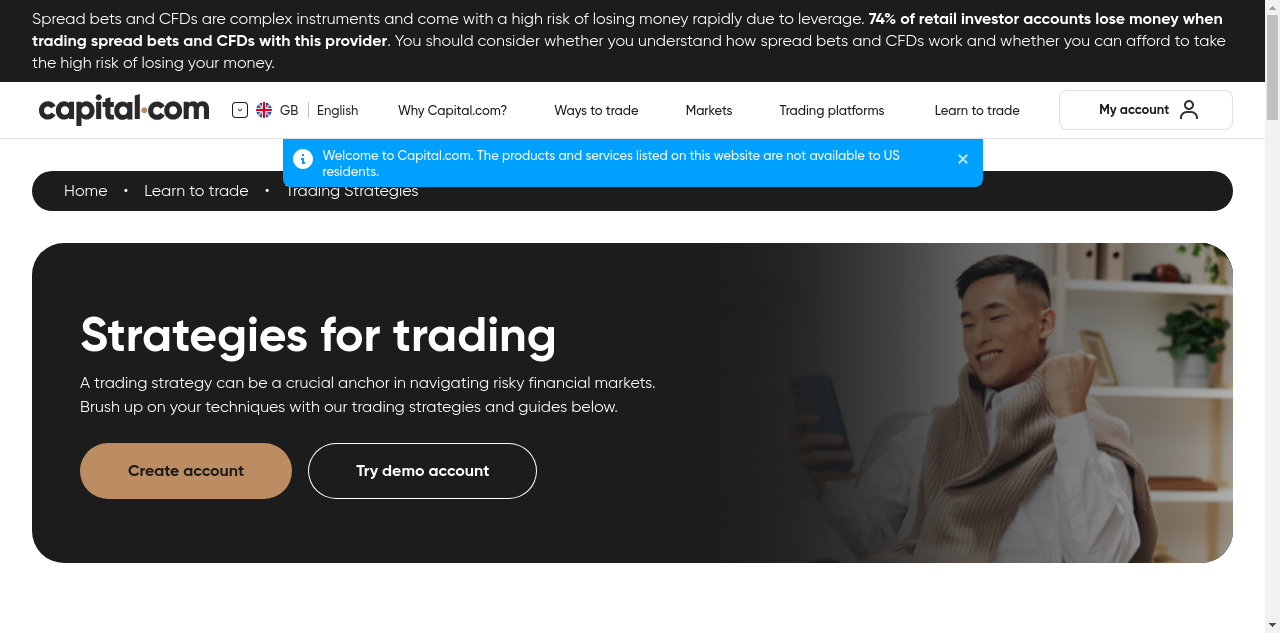 Spread bets and CFDs are complex instruments and come with a high risk of losing money rapidly due to leverage. 74% of retail investor accounts lose money when
trading spread bets and CFDs with this provider. You should consider whether you understand how spread bets and CFDs work and whether you can afford to take
the high risk of losing your money.
capital.com GB English Why Capital.com? Ways to trade Markets Trading platforms Learn to trade My account
Welcome to Capital.com. The products and services listed on this website are not available to US
residents.
Home • Learn to trade • Trading Strategies
Strategies for trading
A trading strategy can be a crucial anchor in navigating risky financial markets.
Brush up on your techniques with our trading strategies and guides below.
Create account Try demo account